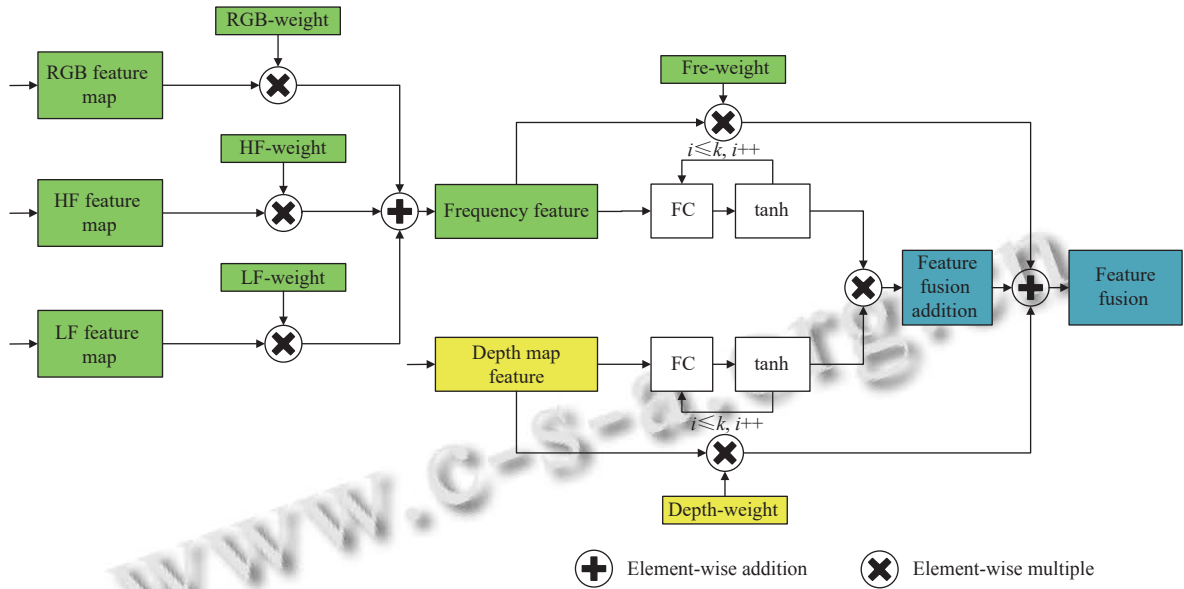 RGB-weight
RGB feature
map
HF-weight
HF feature
map
LF-weight
LF feature
map
Fre-weight
i≤k, i++
Frequency feature
FC
tanh
Feature
fusion
addition
Feature
fusion
Depth map
feature
FC
tanh
i≤k, i++
Depth-weight
Element-wise addition
Element-wise multiple
www.c-s-a.org.cn